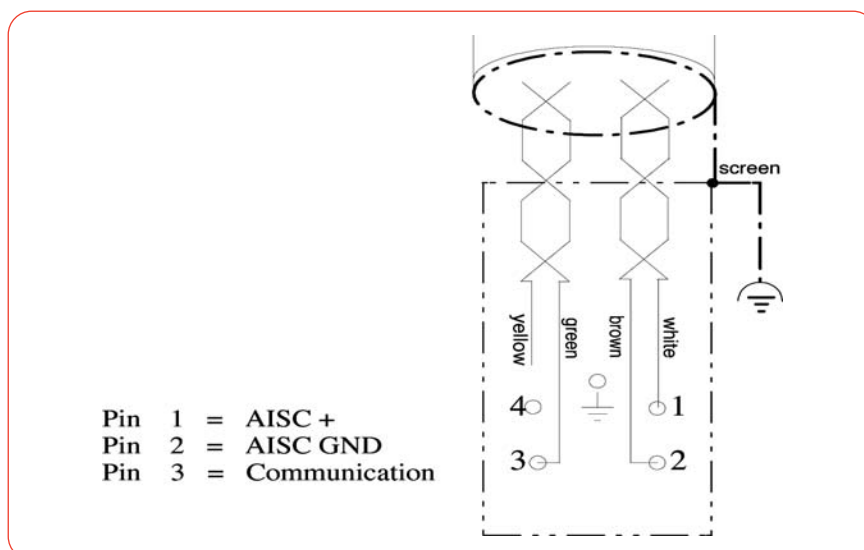 screen
yellow
green
brown
white
4
1
3
2
Pin 1 = AISC +
Pin 2 = AISC GND
Pin 3 = Communication